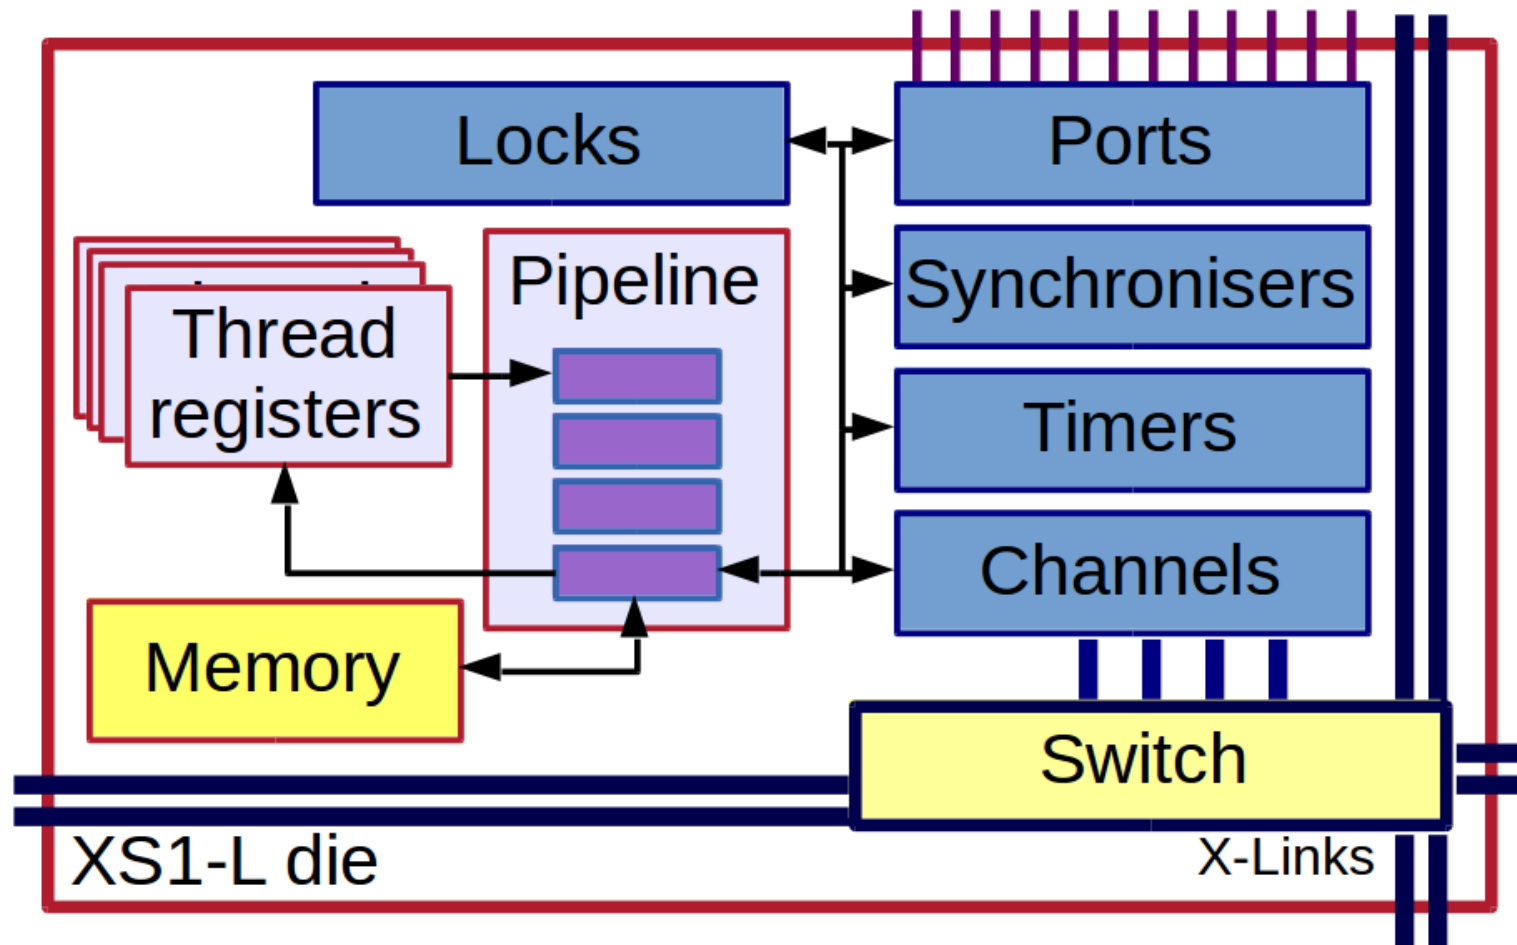 Locks
Ports
Pipeline
Synchronisers
Thread
registers
Timers
Channels
Memory
Switch
XS1-L die
X-Links